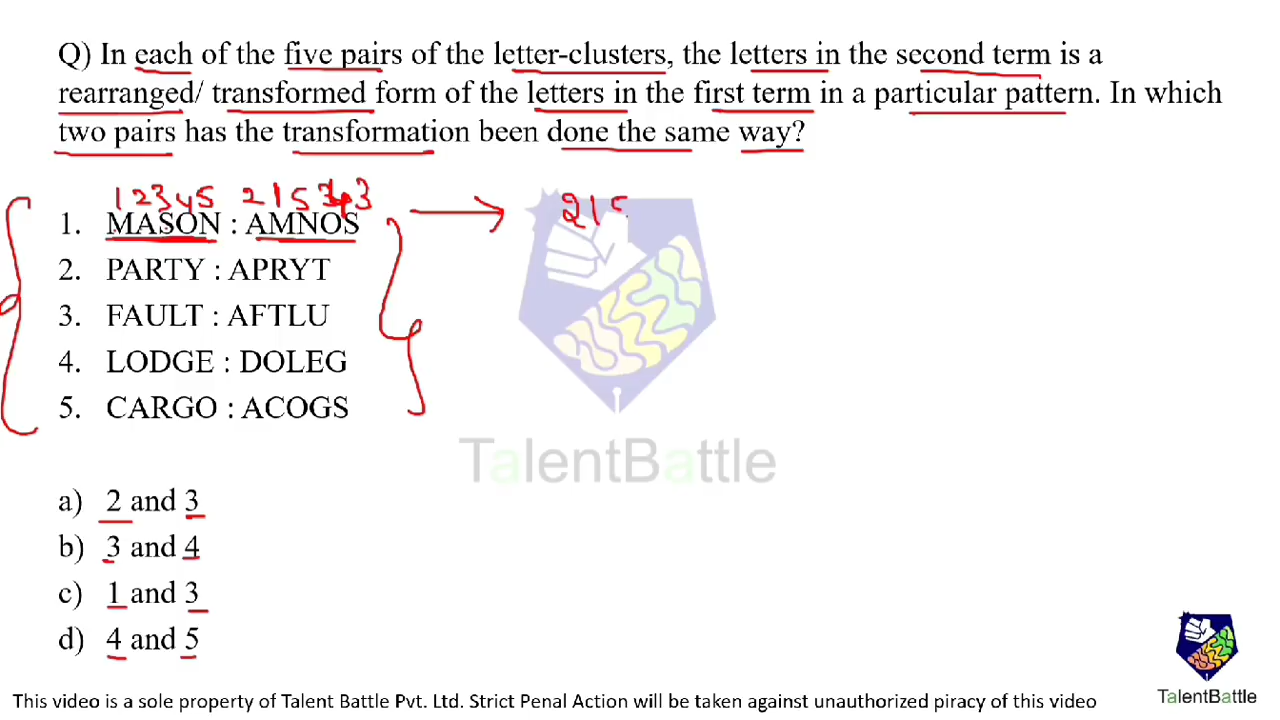 Q) In each of the five pairs of the letter-clusters, the letters in the second term is a
rearranged/ transformed form of the letters in the first term in a particular pattern. In which
two pairs has the transformation been done the same way?
12345 21543
1. MASON : AMNOS
215
2. PARTY : APRYT
3. FAULT : AFTLU
4. LODGE : DOLEG
5. CARGO : ACOGS
TalentBattle
a) 2 and 3
b) 3 and 4
c) 1 and 3
d) 4 and 5
TalentBattle
This video is a sole property of Talent Battle Pvt. Ltd. Strict Penal Action will be taken against unauthorized piracy of this video